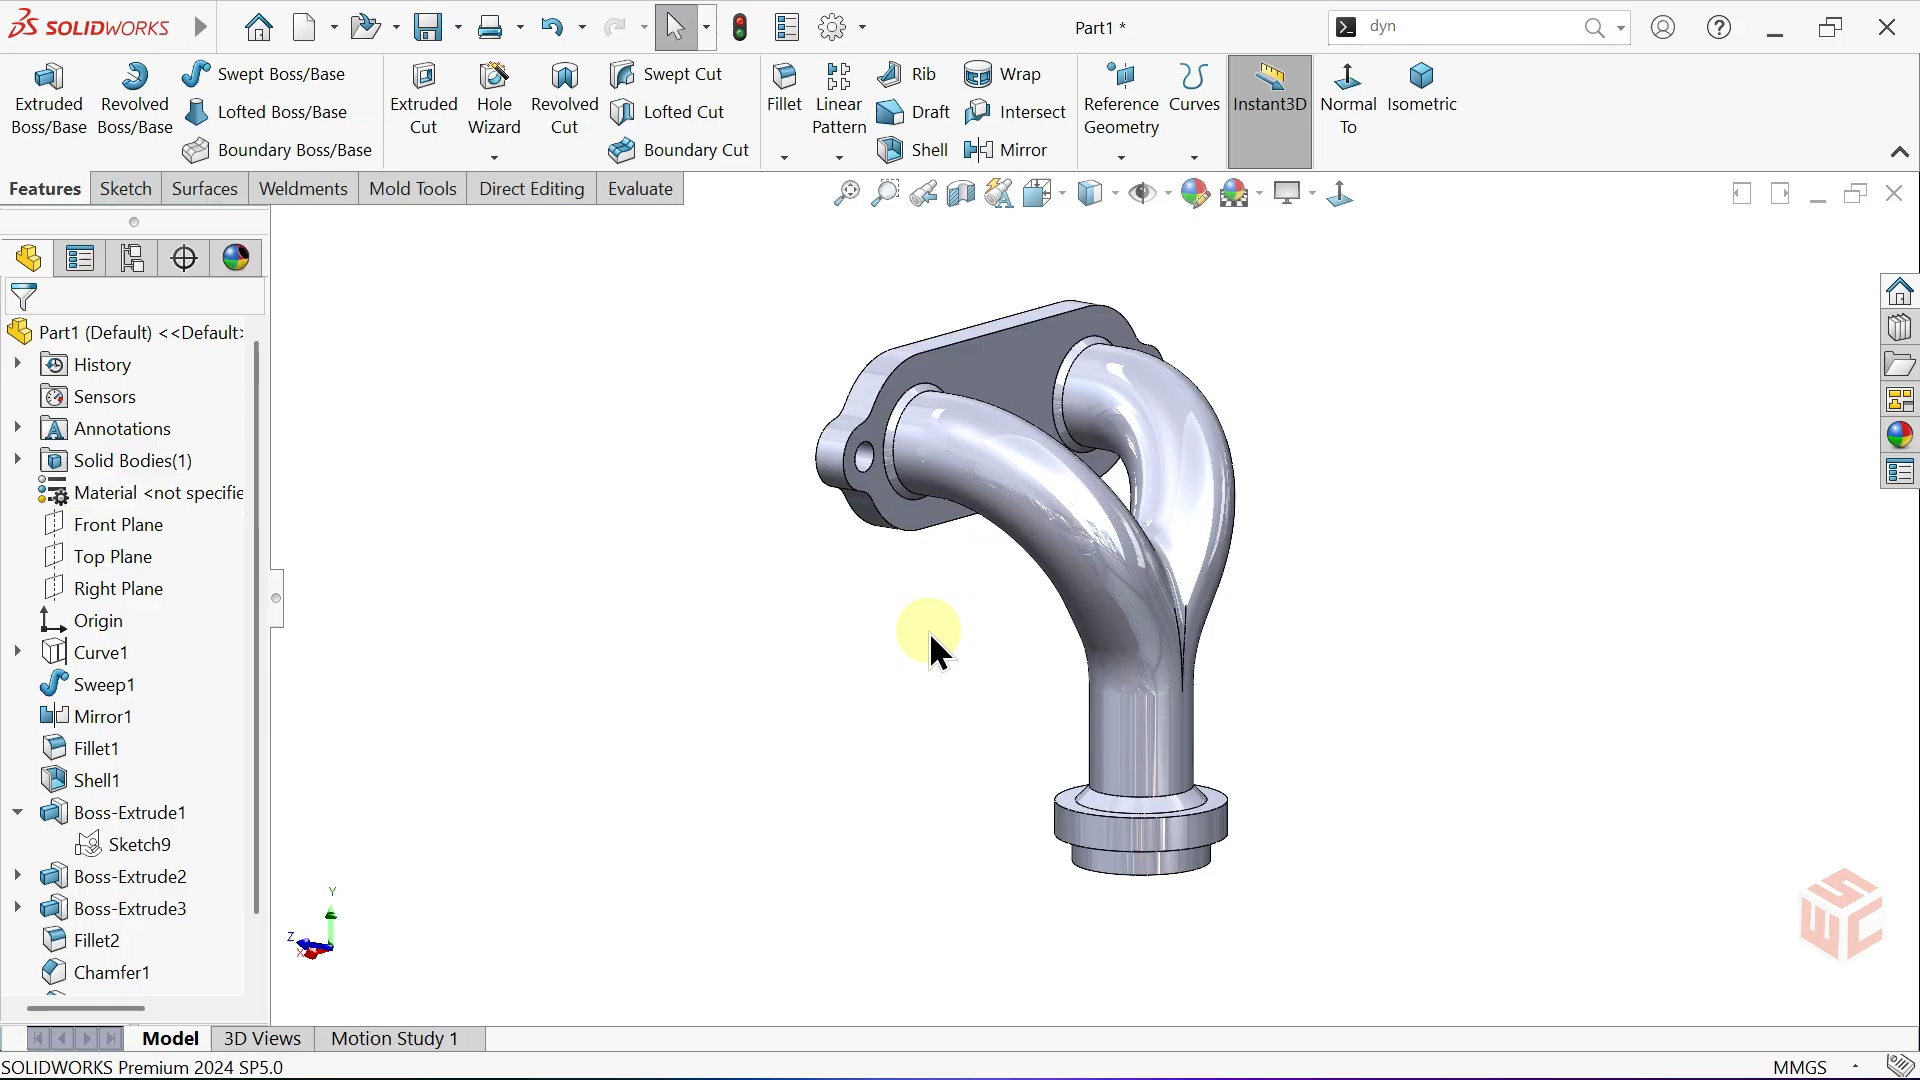 SOLIDWORKS
Part1 *
dyn
Extruded Boss/Base
Revolved Boss/Base
Swept Boss/Base
Lofted Boss/Base
Boundary Boss/Base
Extruded Cut
Hole Wizard
Revolved Cut
Swept Cut
Lofted Cut
Boundary Cut
Fillet
Linear Pattern
Rib
Draft
Shell
Wrap
Intersect
Mirror
Reference Geometry
Curves
Instant3D
Normal To
Isometric
Features
Sketch
Surfaces
Weldments
Mold Tools
Direct Editing
Evaluate
Part1 (Default) <<Default>
History
Sensors
Annotations
Solid Bodies(1)
Material <not specifie
Front Plane
Top Plane
Right Plane
Origin
Curve1
Sweep1
Mirror1
Fillet1
Shell1
Boss-Extrude1
Sketch9
Boss-Extrude2
Boss-Extrude3
Fillet2
Chamfer1
Y
Z
X
SWC
Model
3D Views
Motion Study 1
SOLIDWORKS Premium 2024 SP5.0
MMGS